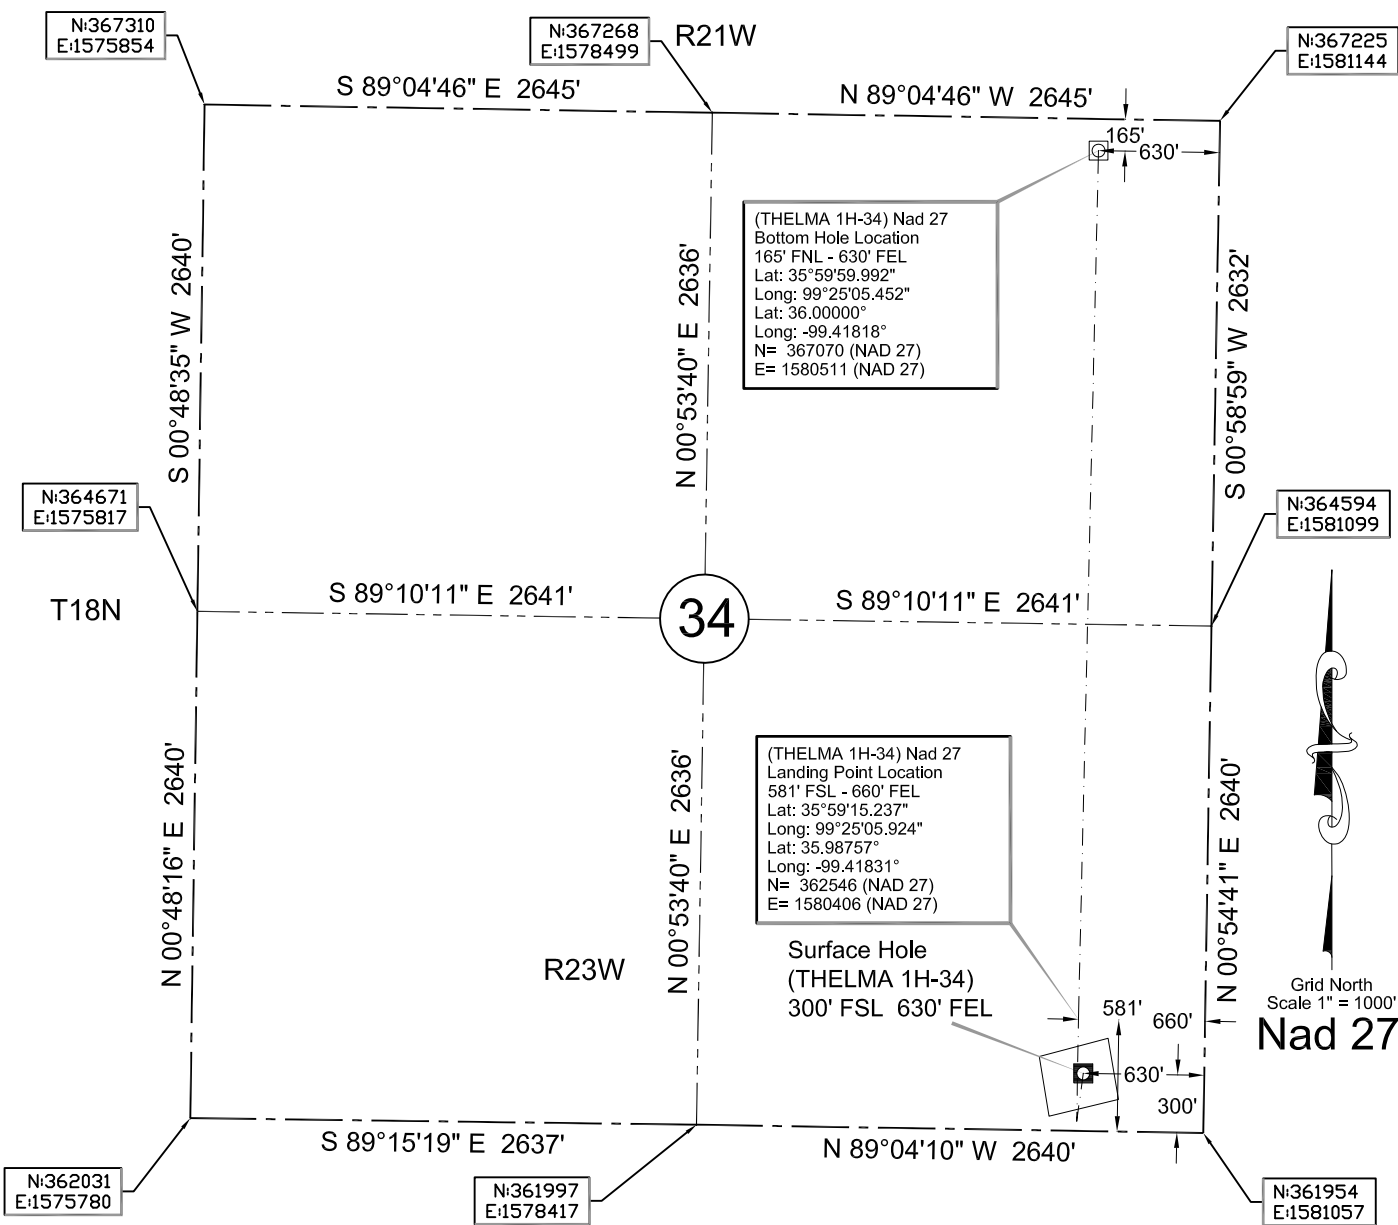 N:367310
E:1575854
N:367268
E:1578499
R21W
N:367225
E:1581144
S 89°04'46" E 2645'
N 89°04'46" W 2645'
165'
630'
(THELMA 1H-34) Nad 27
Bottom Hole Location
165' FNL - 630' FEL
Lat: 35°59'59.992"
Long: 99°25'05.452"
Lat: 36.00000°
Long: -99.41818°
N= 367070 (NAD 27)
E= 1580511 (NAD 27)
S 00°48'35" W 2640'
N 00°53'40" E 2636'
S 00°58'59" W 2632'
N:364671
E:1575817
N:364594
E:1581099
T18N
S 89°10'11" E 2641'
34
S 89°10'11" E 2641'
(THELMA 1H-34) Nad 27
Landing Point Location
581' FSL - 660' FEL
Lat: 35°59'15.237"
Long: 99°25'05.924"
Lat: 35.98757°
Long: -99.41831°
N= 362546 (NAD 27)
E= 1580406 (NAD 27)
N 00°48'16" E 2640'
N 00°53'40" E 2636'
N 00°54'41" E 2640'
R23W
Surface Hole
(THELMA 1H-34)
300' FSL 630' FEL
581'
660'
630'
300'
Grid North
Scale 1" = 1000'
Nad 27
S 89°15'19" E 2637'
N 89°04'10" W 2640'
N:362031
E:1575780
N:361997
E:1578417
N:361954
E:1581057